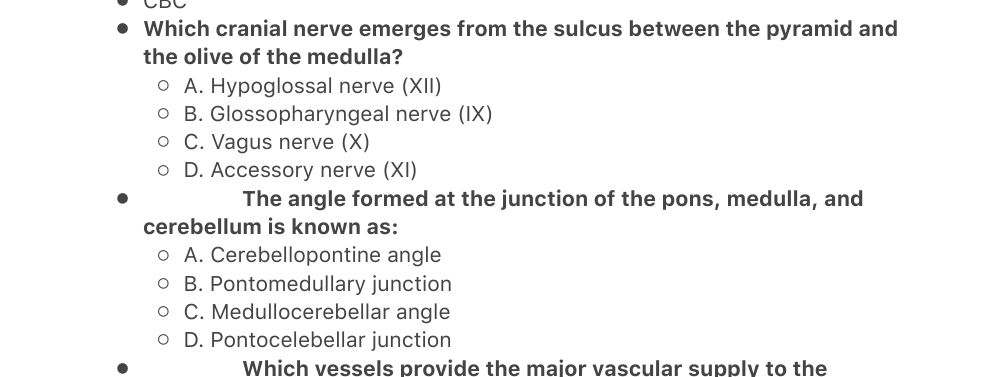 • CBC
• Which cranial nerve emerges from the sulcus between the pyramid and
the olive of the medulla?
○ A. Hypoglossal nerve (XII)
○ B. Glossopharyngeal nerve (IX)
○ C. Vagus nerve (X)
○ D. Accessory nerve (XI)
• The angle formed at the junction of the pons, medulla, and
cerebellum is known as:
○ A. Cerebellopontine angle
○ B. Pontomedullary junction
○ C. Medullocerebellar angle
○ D. Pontocelebellar junction
• Which vessels provide the major vascular supply to the